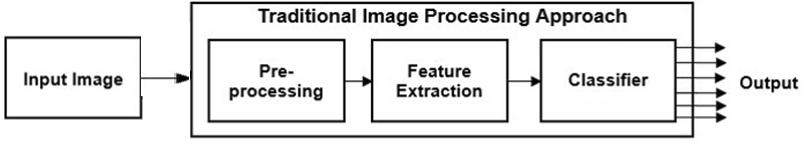 Traditional Image Processing Approach
Input Image
Pre-
processing
Feature
Extraction
Classifier
Output